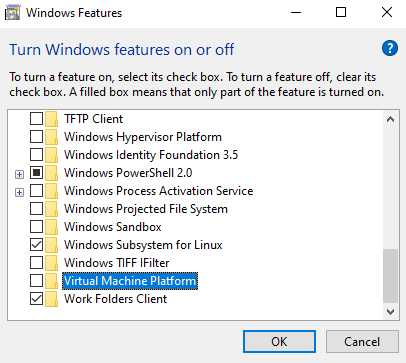 Windows Features
Turn Windows features on or off
To turn a feature on, select its check box. To turn a feature off, clear its
check box. A filled box means that only part of the feature is turned on.
TFTP Client
Windows Hypervisor Platform
Windows Identity Foundation 3.5
Windows PowerShell 2.0
Windows Process Activation Service
Windows Projected File System
Windows Sandbox
Windows Subsystem for Linux
Windows TIFF IFilter
Virtual Machine Platform
Work Folders Client
OK Cancel